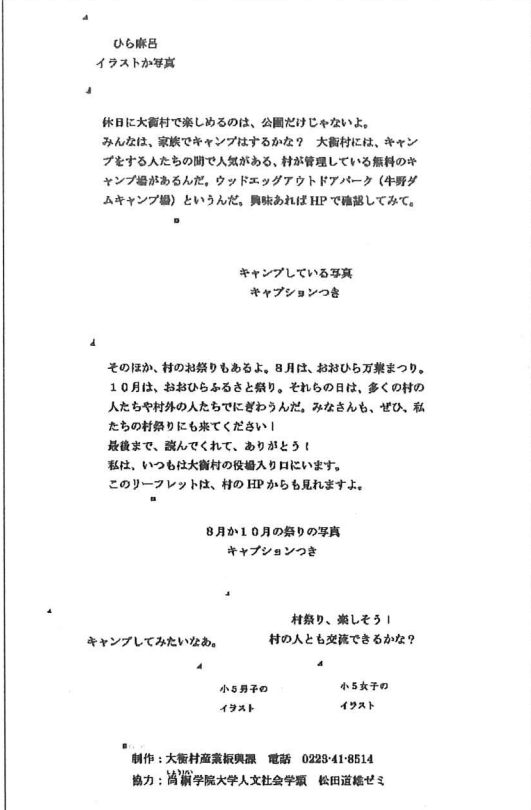 ひら麻呂
イラストか写真
休日に大衡村で楽しめるのは、公園だけじゃないよ。
みんなは、家族でキャンプはするかな？　大衡村には、キャン
プをする人たちの間で人気がある、村が管理している無料のキ
ャンプ場があるんだ。ウッドエッグアウトドアパーク（牛野ダ
ムキャンプ場）というんだ。興味あれば HP で確認してみて。
キャンプしている写真
キャプションつき
そのほか、村のお祭りもあるよ。８月は、おおひら万葉まつり。
１０月は、おおひらふるさと祭り。それらの日は、多くの村の
人たちや村外の人たちでにぎわうんだ。みなさんも、ぜひ、私
たちの村祭りにも来てください！
最後まで、読んでくれて、ありがとう！
私は、いつもは大衡村の役場入り口にいます。
このリーフレットは、村の HP からも見れますよ。
８月か１０月の祭りの写真
キャプションつき
村祭り、楽しそう！
キャンプしてみたいなあ。
村の人とも交流できるかな？
小５男子の
イラスト
小５女子の
イラスト
制作：大衡村産業振興課　電話　0223-41-8514
協力：尚絅学院大学人文社会学類　松田道雄ゼミ